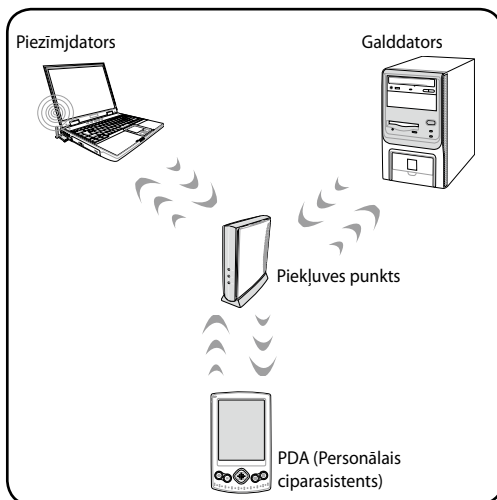 Piezīmjdators
Galddators
Piekļuves punkts
PDA (Personālais
ciparasistents)